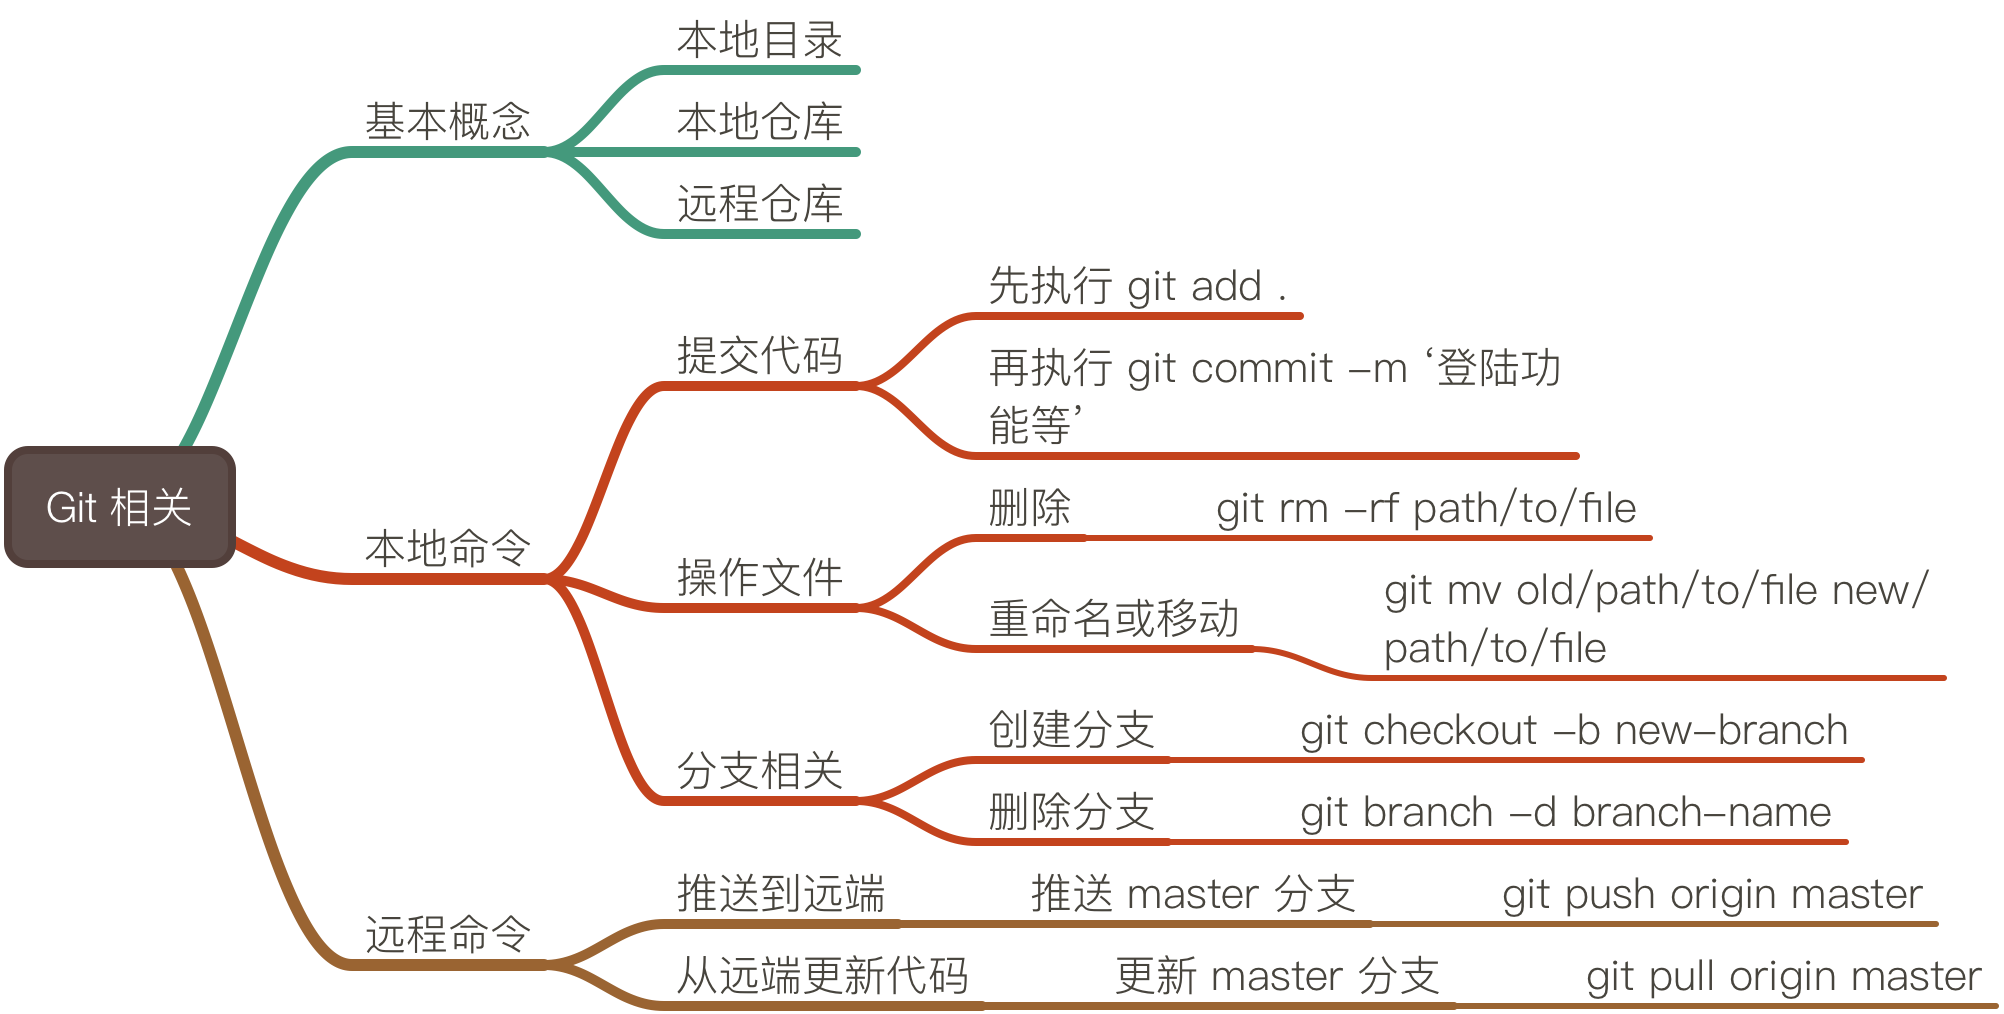 Git 相关
基本概念
本地目录
本地仓库
远程仓库
本地命令
提交代码
先执行 git add .
再执行 git commit -m ‘登陆功
能等’
操作文件
删除
git rm -rf path/to/file
重命名或移动
git mv old/path/to/file new/
path/to/file
分支相关
创建分支
git checkout -b new-branch
删除分支
git branch -d branch-name
远程命令
推送到远端
推送 master 分支
git push origin master
从远端更新代码
更新 master 分支
git pull origin master